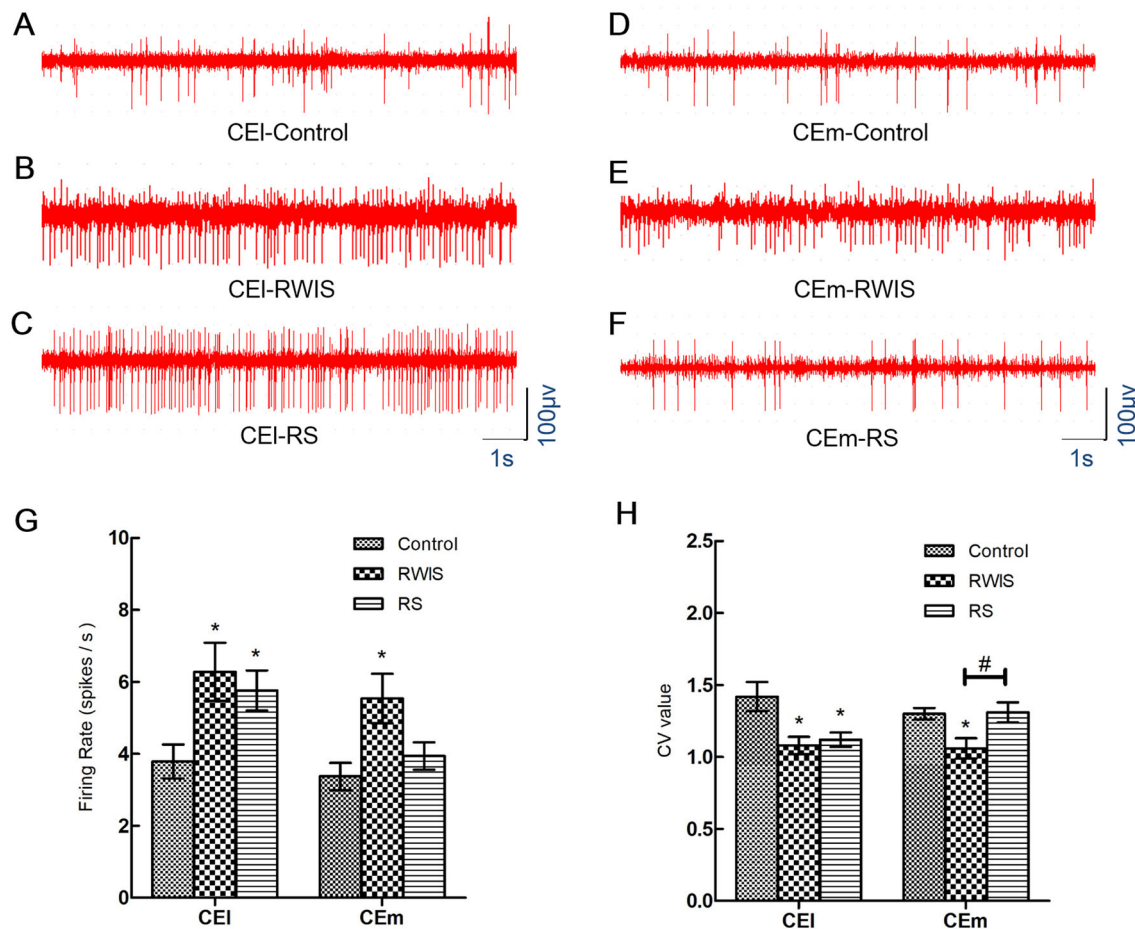 A
CEl-Control
B
CEl-RWIS
C
CEl-RS
100μv
1s
D
CEm-Control
E
CEm-RWIS
F
CEm-RS
100μv
1s
G
Firing Rate (spikes / s )
10
8
6
4
2
0
Control
RWIS
RS
*
*
*
CEl
CEm
H
CV value
2.5
2.0
1.5
1.0
0.5
0.0
Control
RWIS
RS
#
*
*
*
CEl
CEm